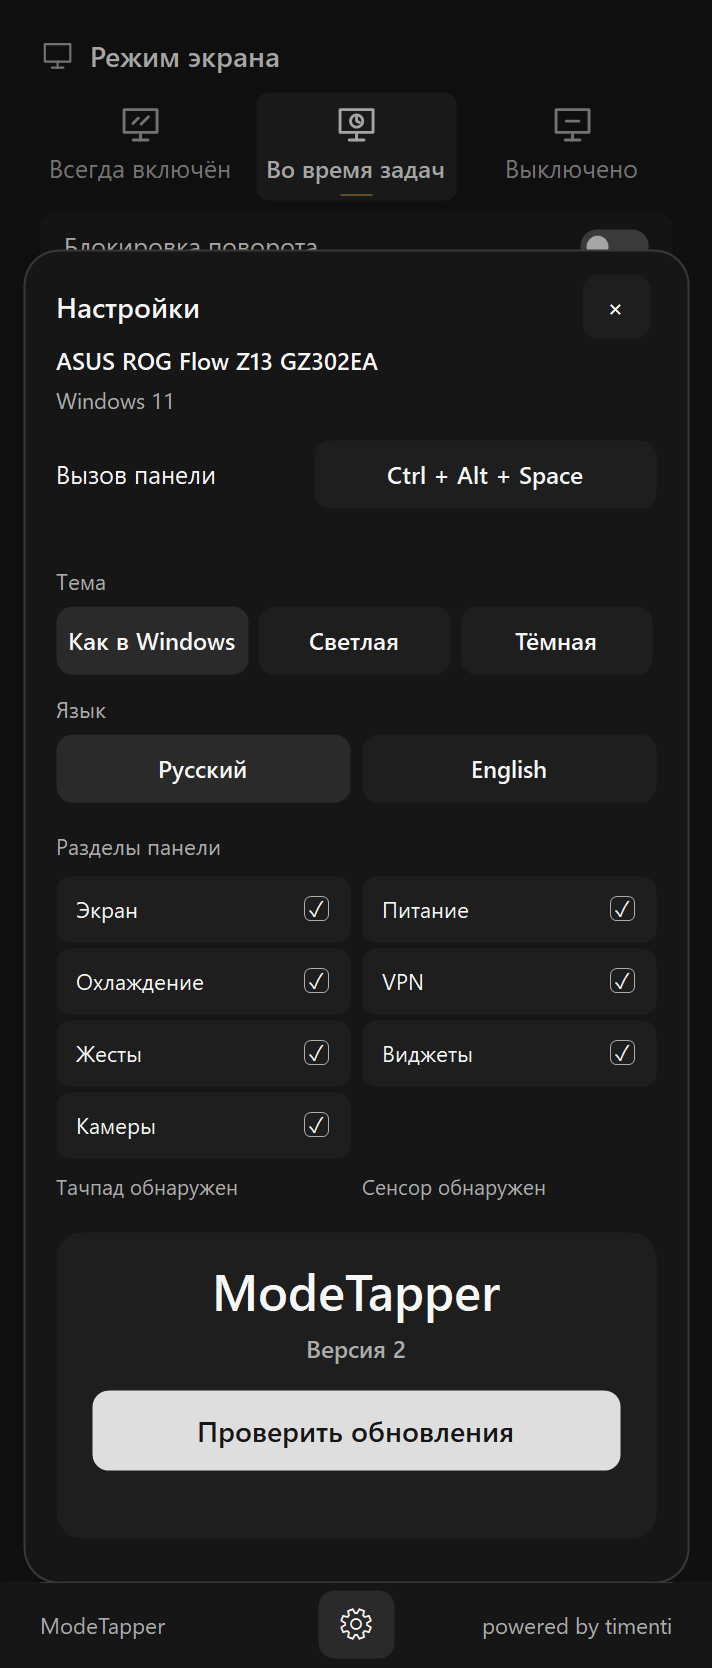 Режим экрана
Всегда включён
Во время задач
Выключено
Блокировка поворота
Настройки
×
ASUS ROG Flow Z13 GZ302EA
Windows 11
Вызов панели
Ctrl + Alt + Space
Тема
Как в Windows
Светлая
Тёмная
Язык
Русский
English
Разделы панели
Экран
Питание
Охлаждение
VPN
Жесты
Виджеты
Камеры
Тачпад обнаружен
Сенсор обнаружен
ModeTapper
Версия 2
Проверить обновления
ModeTapper
powered by timenti